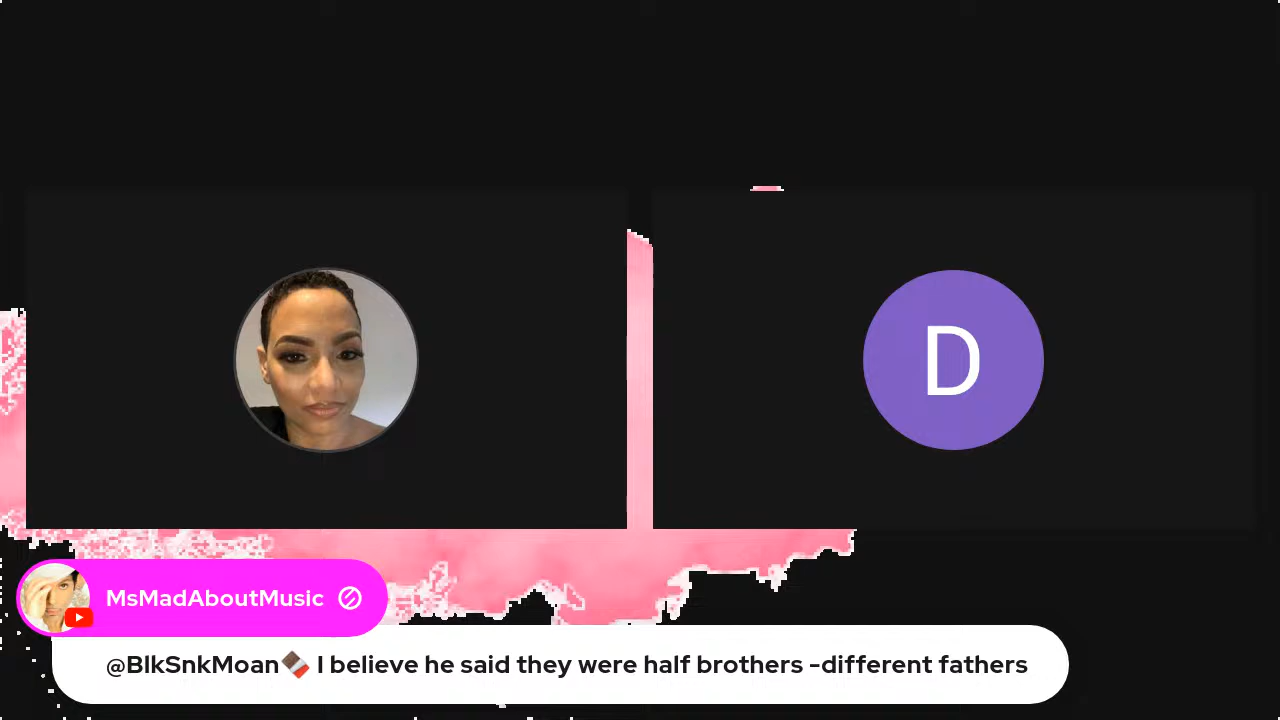 D
MsMadAboutMusic
@BlkSnkMoan🍫 I believe he said they were half brothers -different fathers